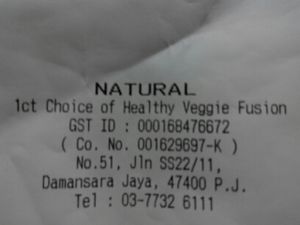 NATURAL
1ct Choice of Healthy Veggie Fusion
GST ID : 000168476672
( Co. No. 001629697-K )
No.51, Jln SS22/11,
Damansara Jaya, 47400 P.J.
Tel : 03-7732 6111